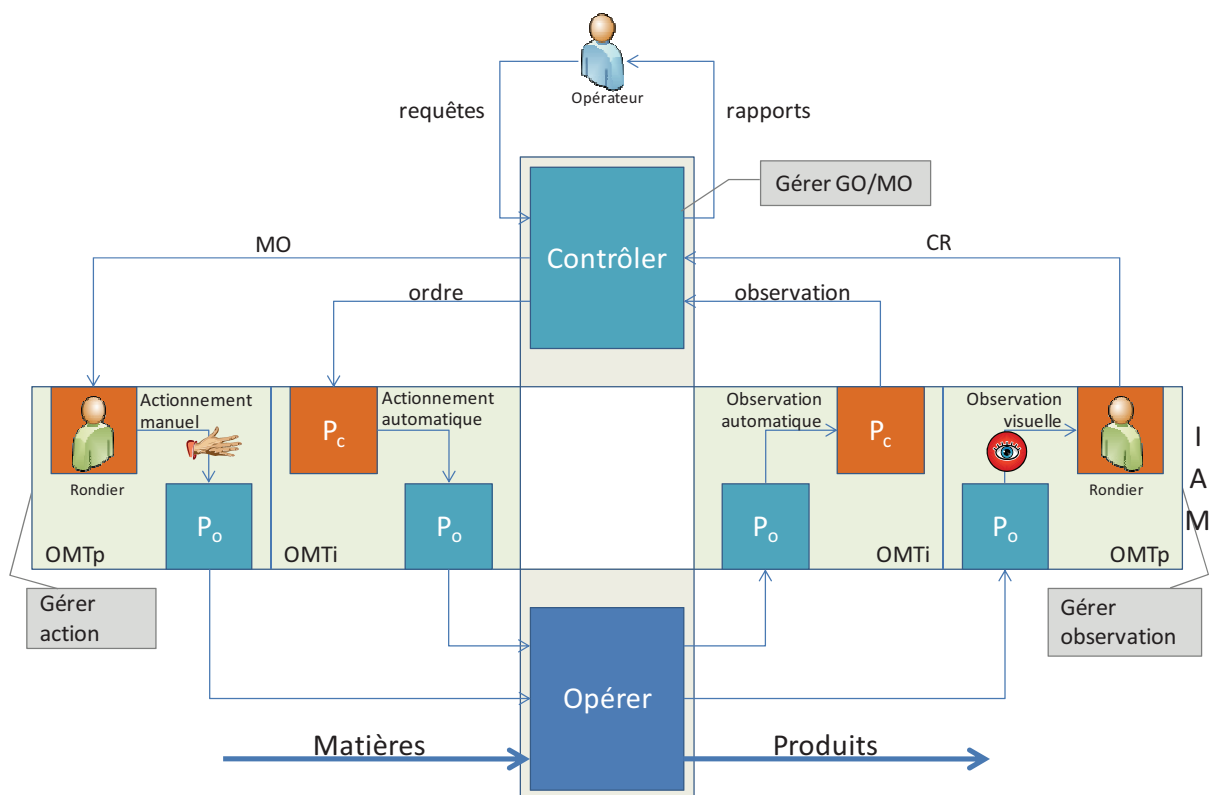 Opérateur
requêtes
rapports
Gérer GO/MO
Contrôler
MO
CR
ordre
observation
Actionnement
manuel
Rondier
Po
OMTp
Pc
Actionnement
automatique
Po
OMTi
Observation
automatique
Pc
Po
OMTi
Observation
visuelle
Rondier
Po
OMTp
I
A
M
Gérer
action
Gérer
observation
Opérer
Matières
Produits